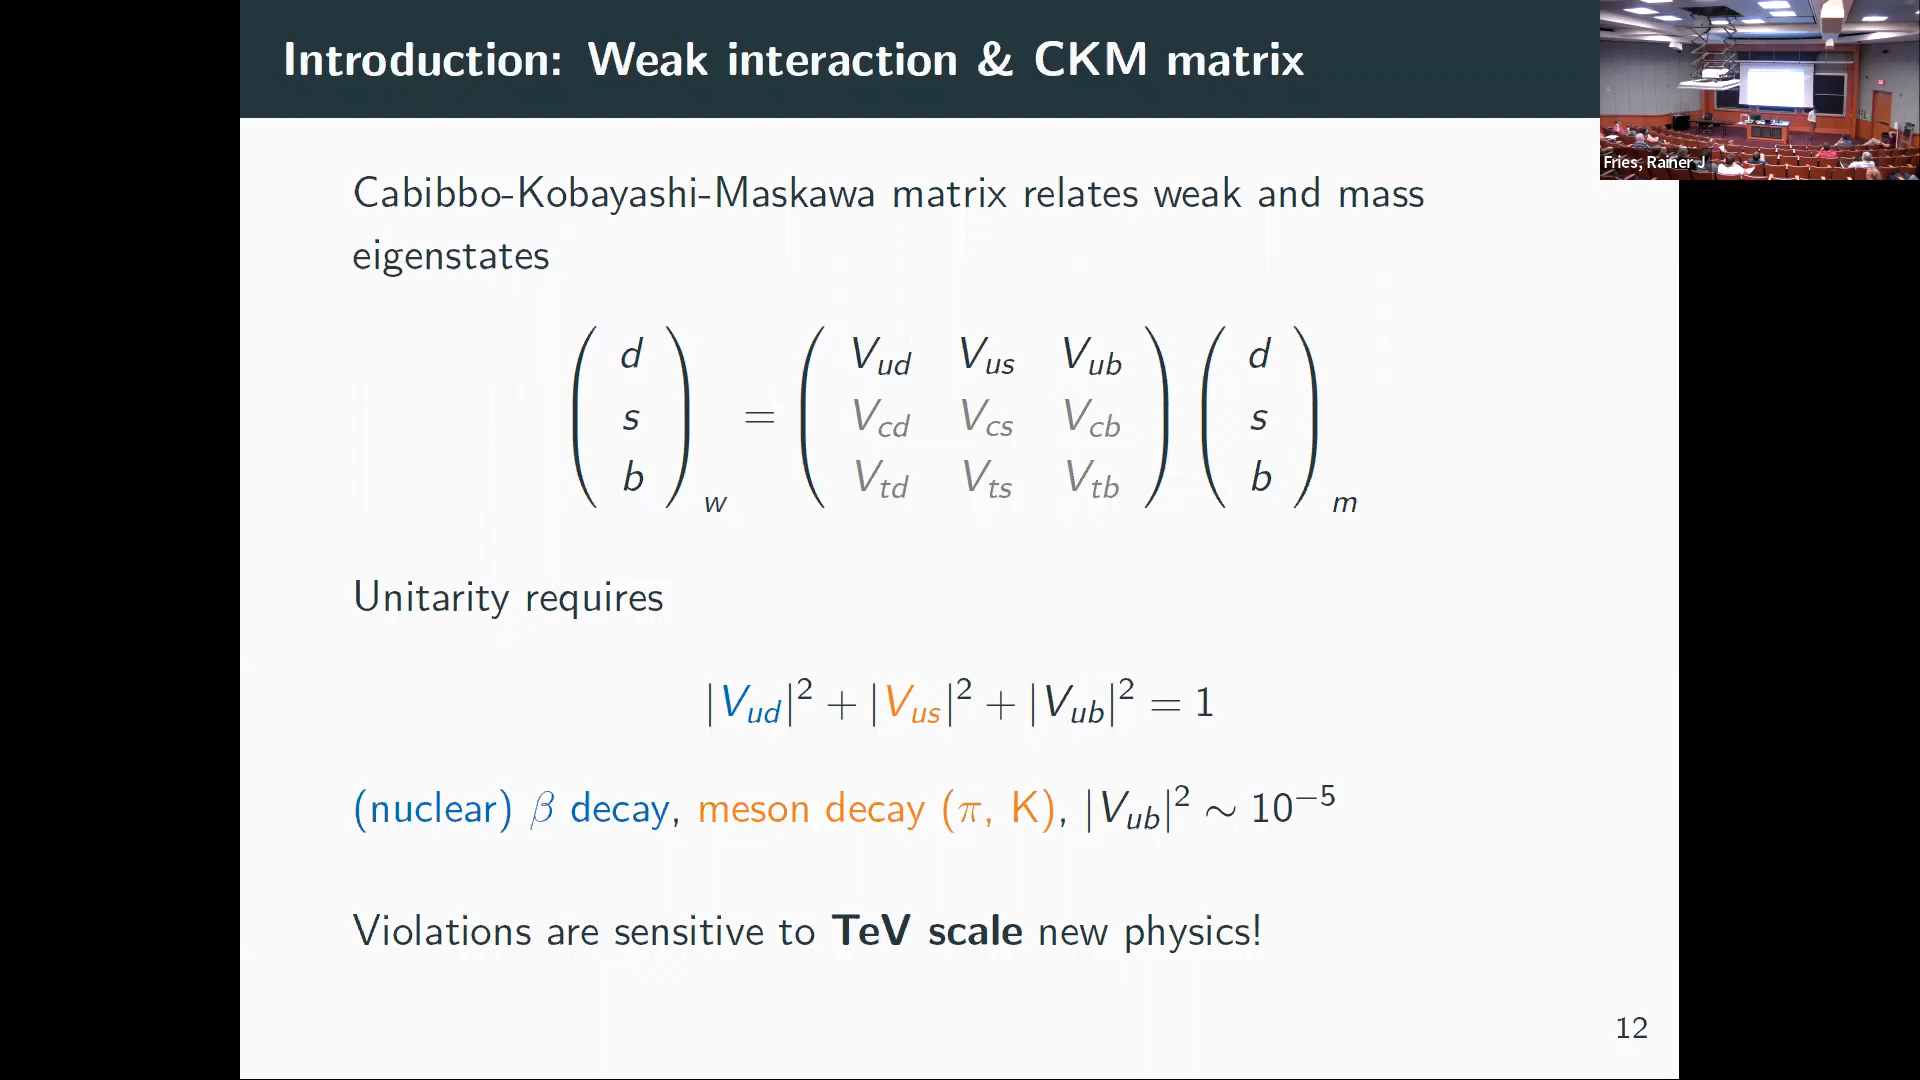 Introduction: Weak interaction & CKM matrix
Fries, Rainer J
Cabibbo-Kobayashi-Maskawa matrix relates weak and mass
eigenstates
( d ) ( V_ud V_us V_ub ) ( d )
( s ) = ( V_cd V_cs V_cb ) ( s )
( b )_w ( V_td V_ts V_tb ) ( b )_m
Unitarity requires
|V_ud|² + |V_us|² + |V_ub|² = 1
(nuclear) β decay, meson decay (π, K), |V_ub|² ∼ 10⁻⁵
Violations are sensitive to TeV scale new physics!
12